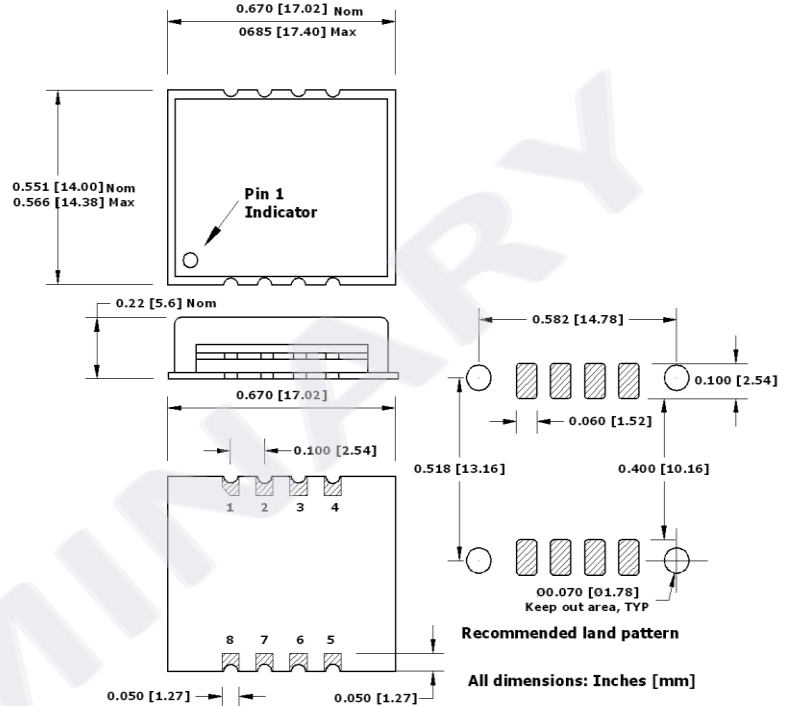 0.670 [17.02] Nom
0685 [17.40] Max
0.551 [14.00] Nom
0.566 [14.38] Max
Pin 1
Indicator
0.22 [5.6] Nom
0.582 [14.78]
0.100 [2.54]
0.670 [17.02]
0.060 [1.52]
0.100 [2.54]
0.518 [13.16]
0.400 [10.16]
1 2 3 4
Ø0.070 [Ø1.78]
Keep out area, TYP
8 7 6 5
Recommended land pattern
All dimensions: Inches [mm]
0.050 [1.27]
0.050 [1.27]
MINARY